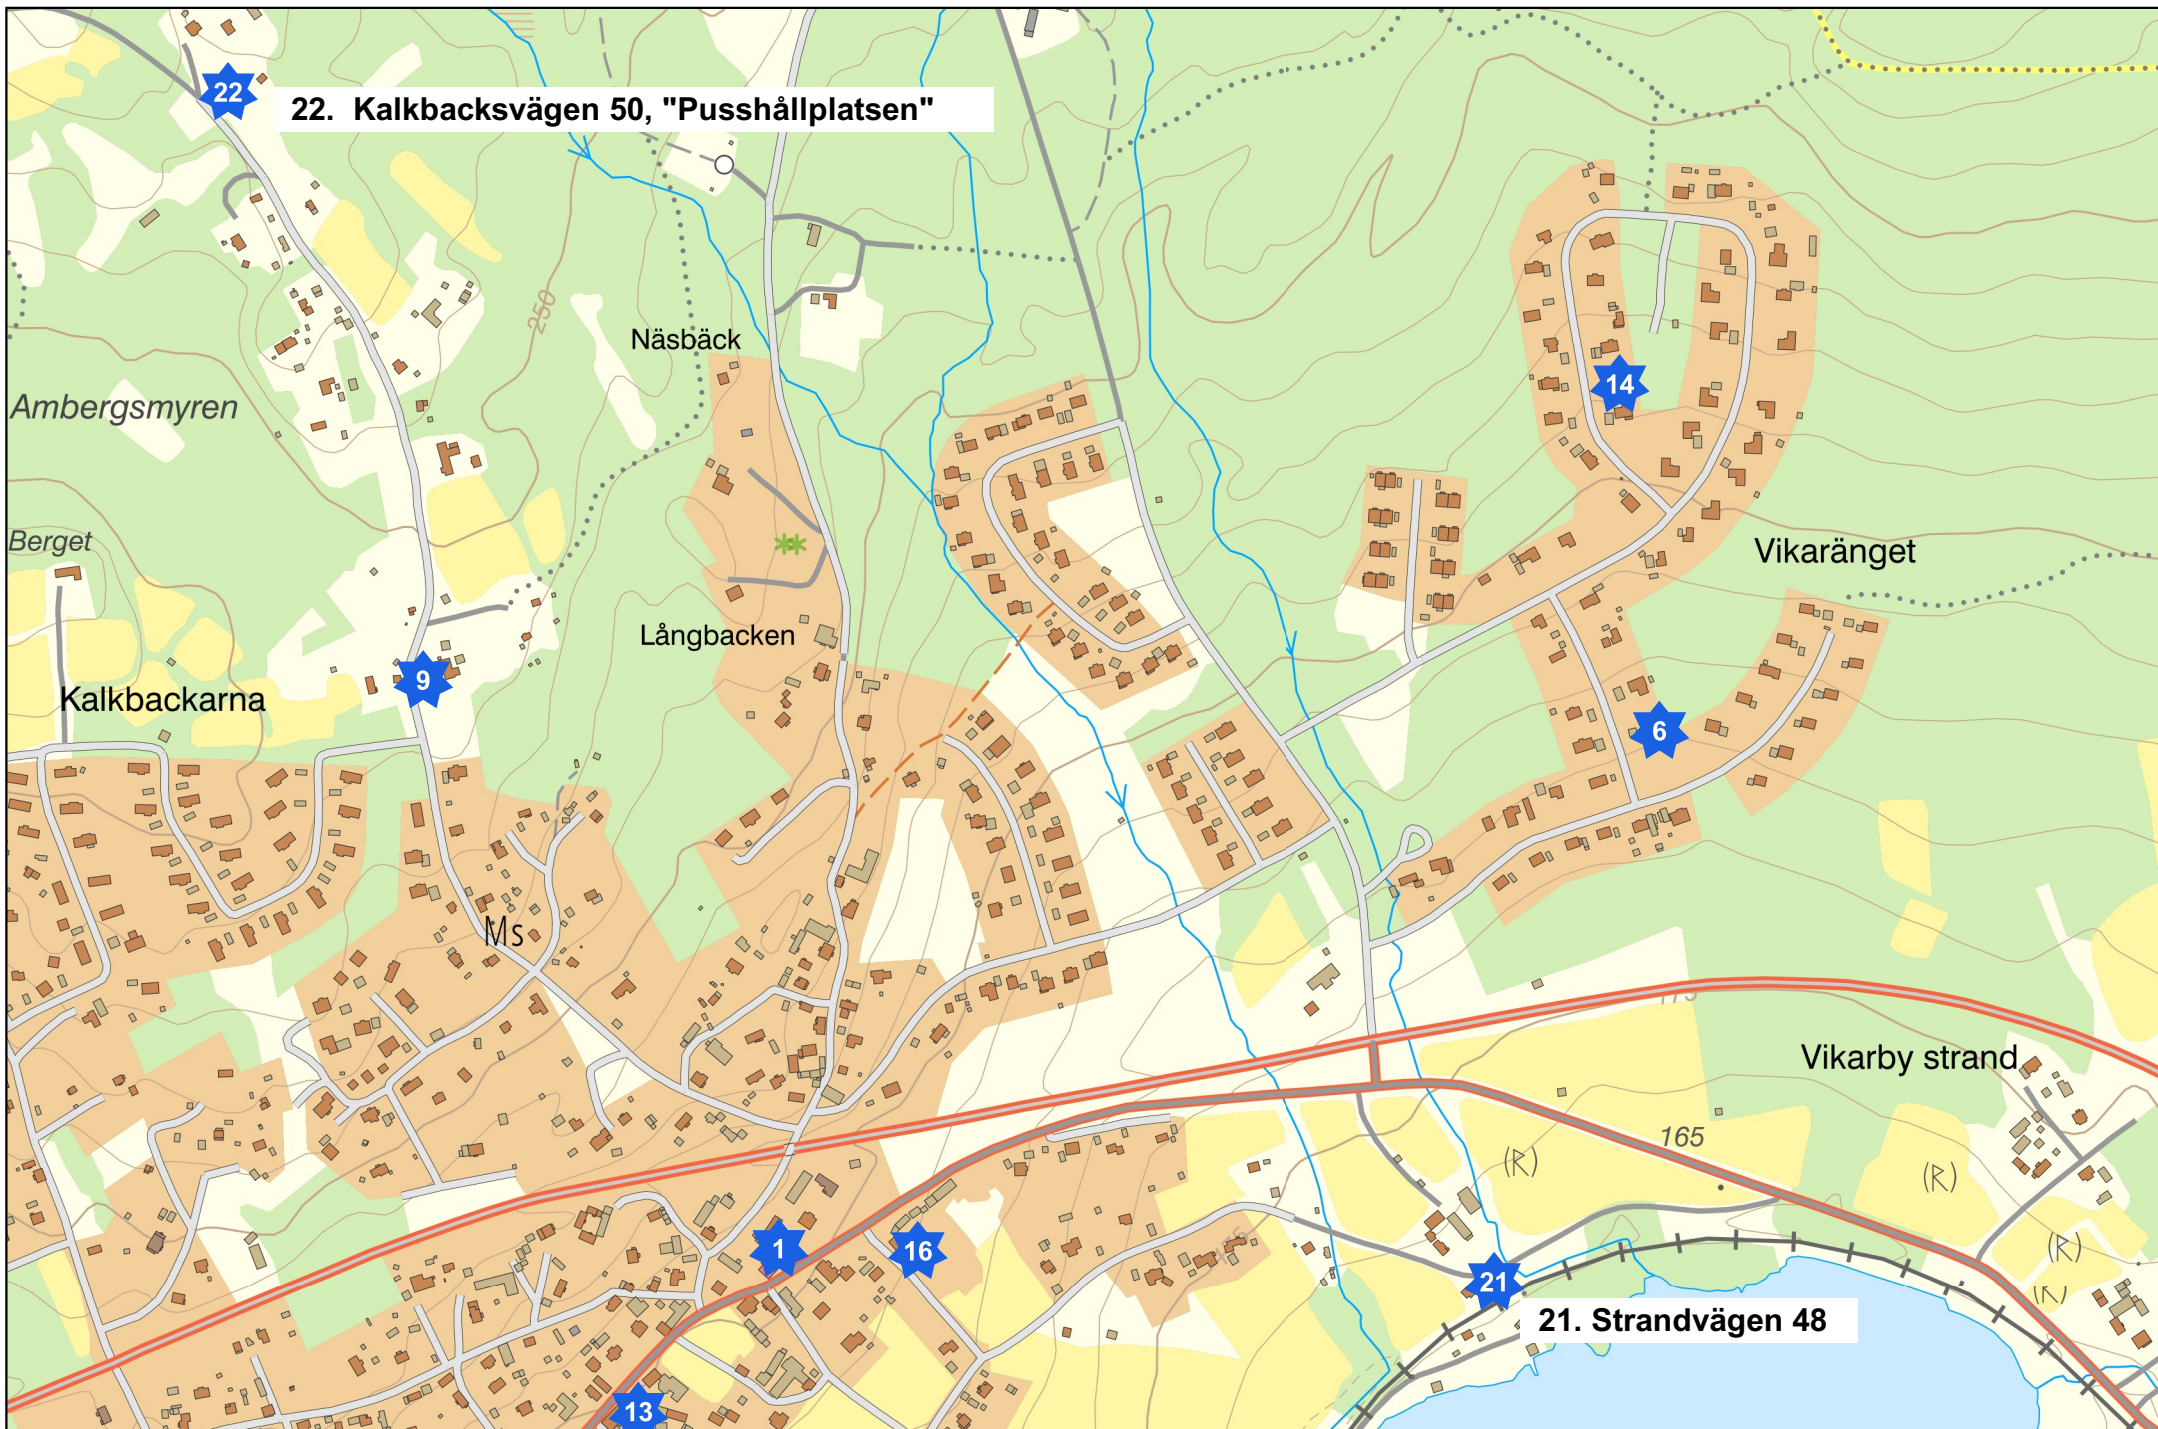 22
22. Kalkbacksvägen 50, "Pusshållplatsen"
250
Näsbäck
14
Ambergsmyren
Berget
Vikaränget
Långbacken
9
Kalkbackarna
6
Ms
175
Vikarby strand
165
(R)
(R)
1
16
(R)
21
(R)
21. Strandvägen 48
13